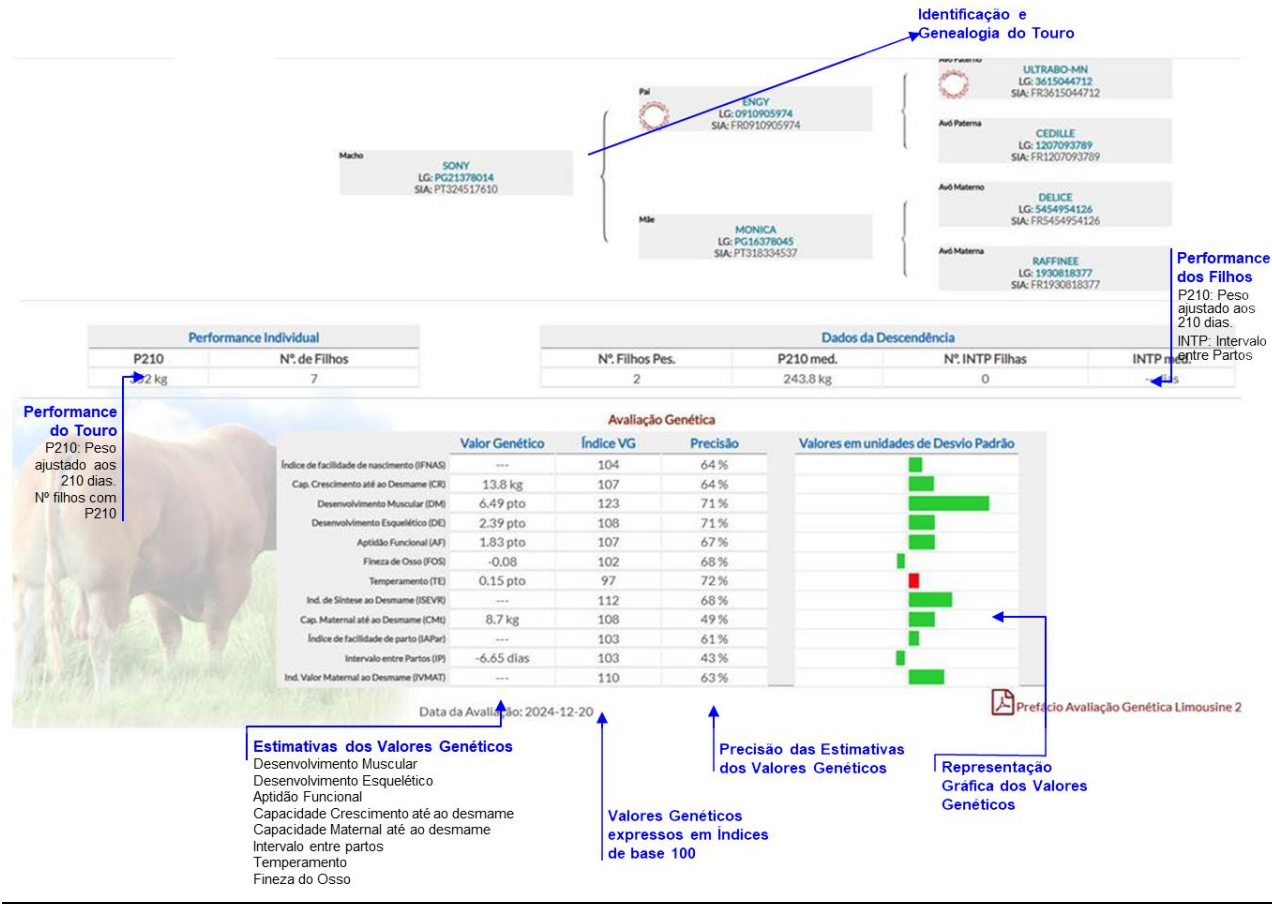 Identificação e
Genealogia do Touro
Avô Paterno
ULTRABO-MN
LG: 3615044712
SIA: FR3615044712
Pai
ENGY
LG: 0910905974
SIA: FR0910905974
Avó Paterna
CEDILLE
LG: 1207093789
SIA: FR1207093789
Macho
SONY
LG: PG21378014
SIA: PT324517610
Avô Materno
DELICE
LG: 5454954126
SIA: FR5454954126
Mãe
MONICA
LG: PG16378045
SIA: PT318334537
Avó Materna
RAFFINEE
LG: 1930818377
SIA: FR1930818377
Performance
dos Filhos
P210: Peso
ajustado aos
210 dias.
INTP: Intervalo
entre Partos
Performance Individual
P210 Nº. de Filhos
kg 7
Dados da Descendência
Nº. Filhos Pes. P210 med. Nº. INTP Filhas INTP med.
2 243.8 kg 0 dias
Performance
do Touro
P210: Peso
ajustado aos
210 dias.
Nº filhos com
P210
Avaliação Genética
Valor Genético Índice VG Precisão Valores em unidades de Desvio Padrão
Índice de facilidade de nascimento (IFNAS) --- 104 64 %
Cap. Crescimento até ao Desmame (CR) 13.8 kg 107 64 %
Desenvolvimento Muscular (DM) 6.49 pto 123 71 %
Desenvolvimento Esquelético (DE) 2.39 pto 108 71 %
Aptidão Funcional (AF) 1.83 pto 107 67 %
Fineza de Osso (FOS) -0.08 102 68 %
Temperamento (TE) 0.15 pto 97 72 %
Ind. de Síntese ao Desmame (ISEVR) --- 112 68 %
Cap. Maternal até ao Desmame (CMt) 8.7 kg 108 49 %
Índice de facilidade de parto (IAPar) --- 103 61 %
Intervalo entre Partos (IP) -6.65 dias 103 43 %
Ind. Valor Maternal ao Desmame (IVMAT) --- 110 63 %
Data da Avaliação: 2024-12-20
Prefácio Avaliação Genética Limousine 2
Estimativas dos Valores Genéticos
Desenvolvimento Muscular
Desenvolvimento Esquelético
Aptidão Funcional
Capacidade Crescimento até ao desmame
Capacidade Maternal até ao desmame
Intervalo entre partos
Temperamento
Fineza do Osso
Valores Genéticos
expressos em Índices
de base 100
Precisão das Estimativas
dos Valores Genéticos
Representação
Gráfica dos Valores
Genéticos